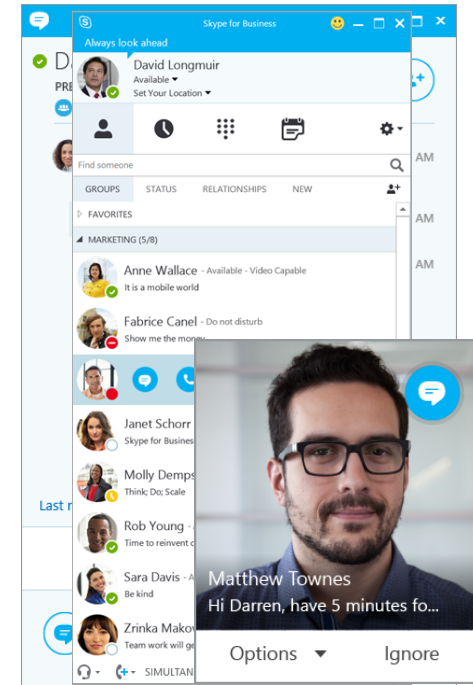 Skype for Business
Always look ahead
David Longmuir
Available
Set Your Location
AM
Find someone
GROUPS STATUS RELATIONSHIPS NEW
FAVORITES
AM
MARKETING (5/8)
AM
Anne Wallace - Available - Video Capable
It is a mobile world
Fabrice Canel - Do not disturb
Show me the money
Janet Schorr
Skype for Busines
Molly Demps
Think; Do; Scale
Last
Rob Young -
Time to reinvent
Sara Davis - A
Be kind
Matthew Townes
Hi Darren, have 5 minutes fo...
Zrinka Mako
Team work will ge
Options Ignore
SIMULTAN